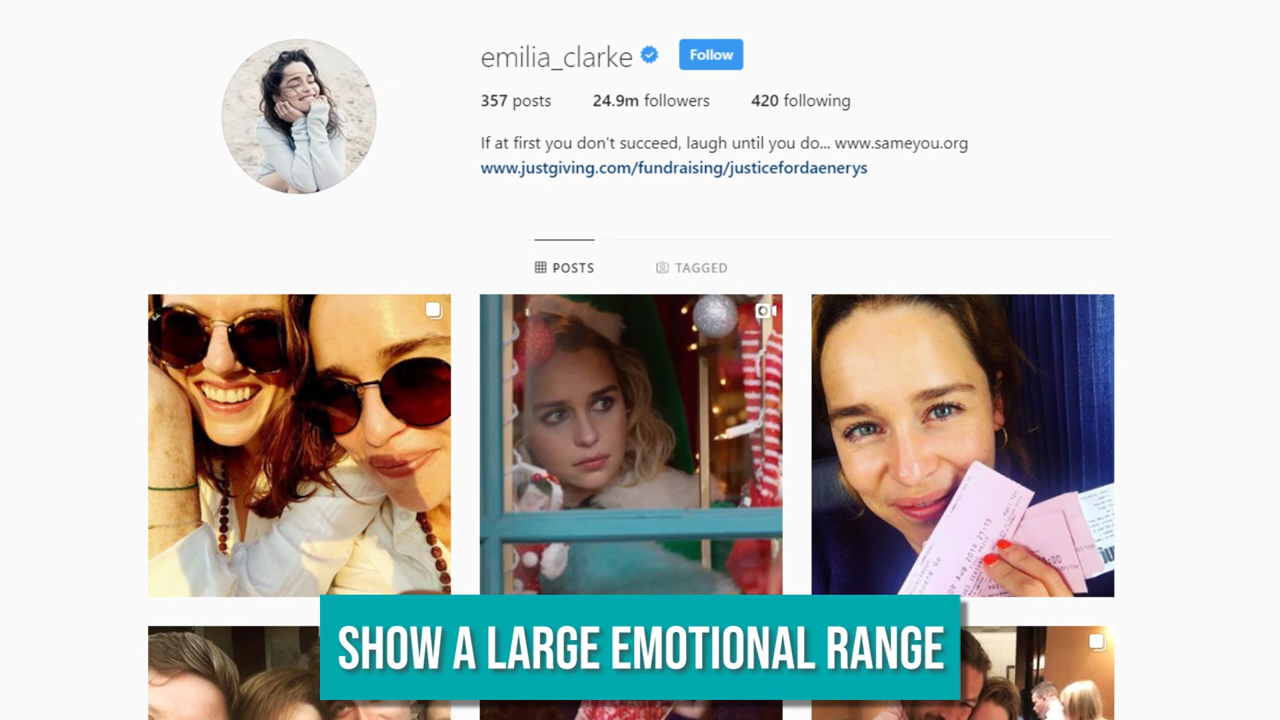 emilia_clarke Follow
357 posts 24.9m followers 420 following
If at first you don't succeed, laugh until you do... www.sameyou.org
www.justgiving.com/fundraising/justicefordaenerys
POSTS TAGGED
SHOW A LARGE EMOTIONAL RANGE